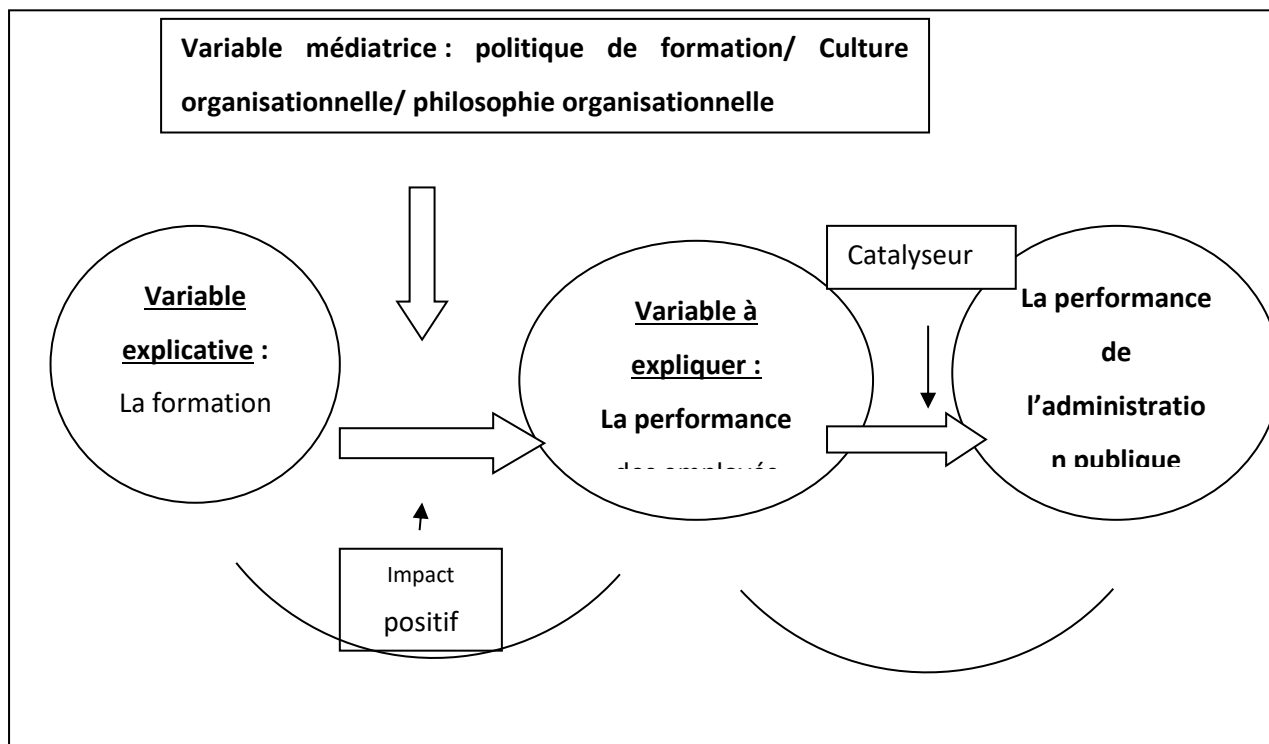 Variable médiatrice : politique de formation/ Culture
organisationnelle/ philosophie organisationnelle
Variable
explicative :
La formation
Impact
positif
Variable à
expliquer :
La performance
Catalyseur
La performance
de
l’administratio
n publique